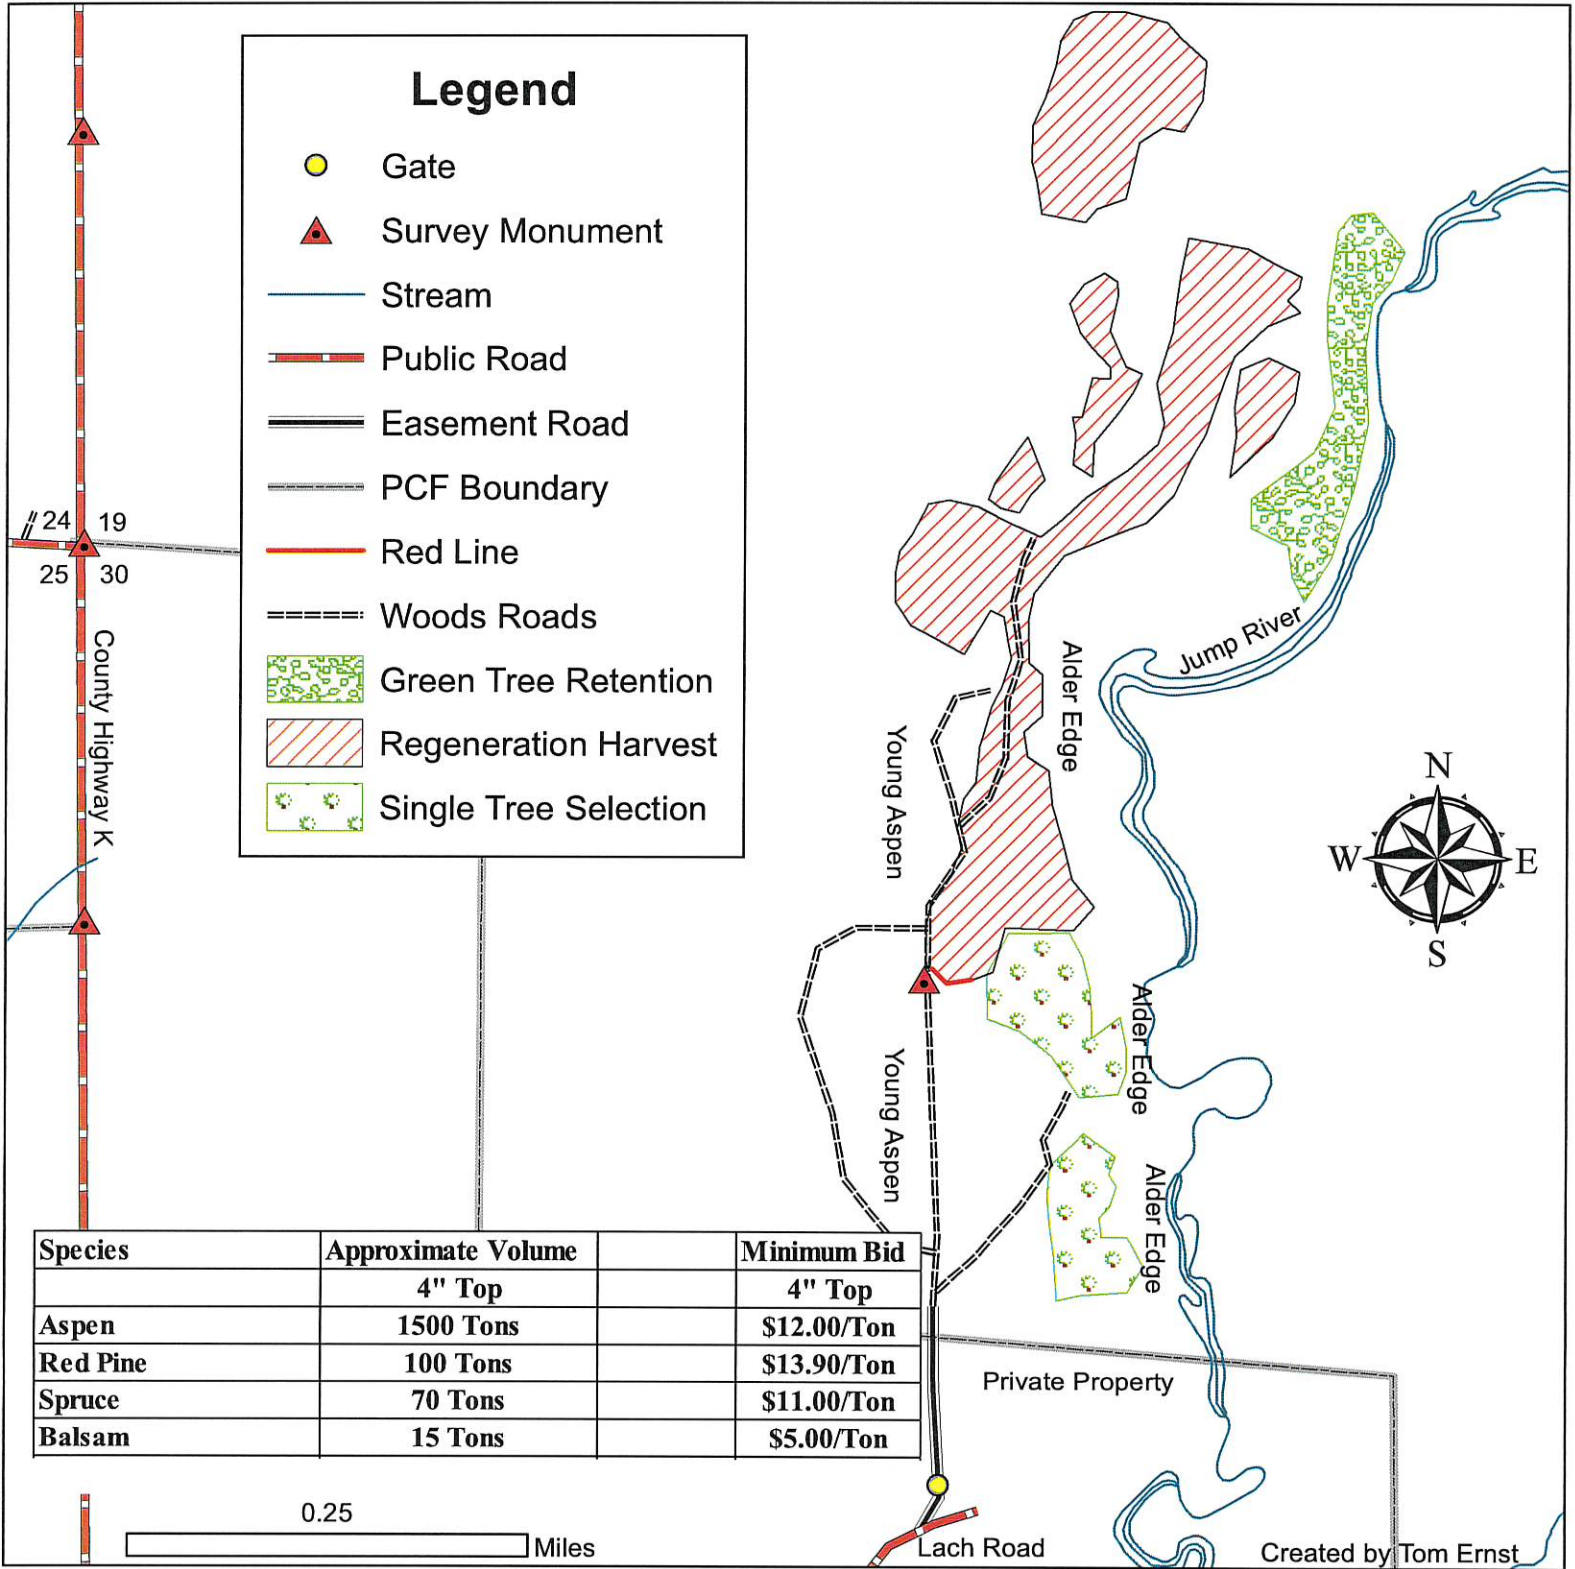 Legend
Gate
Survey Monument
Stream
Public Road
Easement Road
PCF Boundary
Red Line
Woods Roads
Green Tree Retention
Regeneration Harvest
Single Tree Selection
24 19
25 30
County Highway K
Jump River
Alder Edge
Young Aspen
N
W E
S
Alder Edge
Young Aspen
Alder Edge
Species Approximate Volume Minimum Bid
4" Top 4" Top
Aspen 1500 Tons $12.00/Ton
Red Pine 100 Tons $13.90/Ton
Spruce 70 Tons $11.00/Ton
Balsam 15 Tons $5.00/Ton
Private Property
0.25
Miles
Lach Road
Created by Tom Ernst